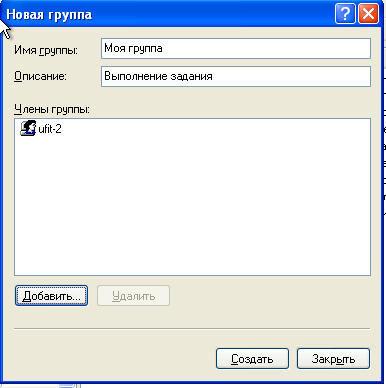 Новая группа
Имя группы: Моя группа
Описание: Выполнение задания
Члены группы:
ufit-2
Добавить... Удалить
Создать Закрыть